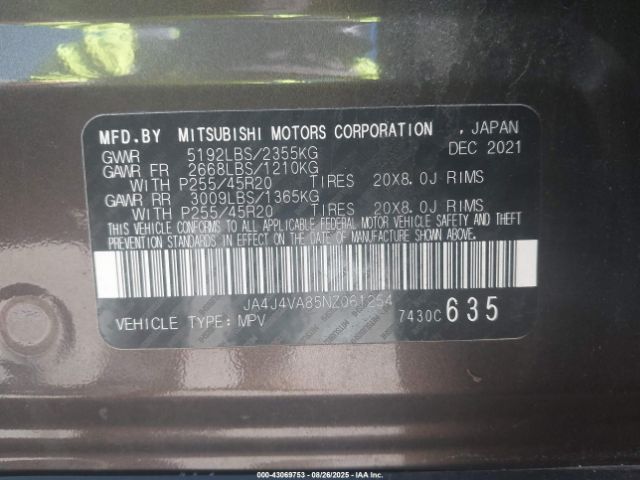 MFD.BY MITSUBISHI MOTORS CORPORATION , JAPAN
GVWR 5192LBS/2355KG DEC 2021
GAWR FR 2668LBS/1210KG
WITH P255/45R20 TIRES 20X8.0J RIMS
GAWR RR 3009LBS/1365KG
WITH P255/45R20 TIRES 20X8.0J RIMS
THIS VEHICLE CONFORMS TO ALL APPLICABLE FEDERAL MOTOR VEHICLE SAFETY AND THEFT
PREVENTION STANDARDS IN EFFECT ON THE DATE OF MANUFACTURE SHOWN ABOVE.
JA4J4VA85NZ061254
VEHICLE TYPE: MPV 7430C 635
000-43069753 - 08/26/2025 - IAA Inc.